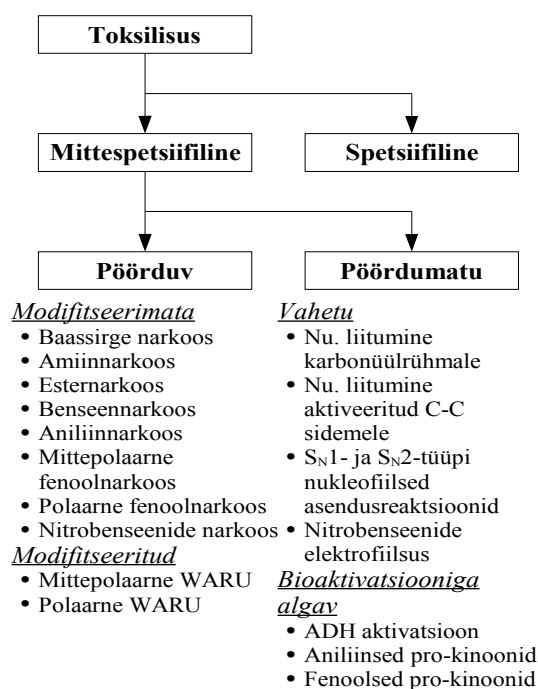 Toksilisus
Mittespetsiifiline
Spetsiifiline
Pöörduv
Pöördumatu
Modifitseerimata
• Baassirge narkoos
• Amiinnarkoos
• Esternarkoos
• Benseennarkoos
• Aniliinnarkoos
• Mittepolaarne
fenoolnarkoos
• Polaarne fenoolnarkoos
• Nitrobenseenide narkoos
Modifitseeritud
• Mittepolaarne WARU
• Polaarne WARU
Vahetu
• Nu. liitumine
karbonüülrühmale
• Nu. liitumine
aktiveeritud C-C
sidemele
• SN1- ja SN2-tüüpi
nukleofiilsed
asendusreaktsioonid
• Nitrobenseenide
elektrofiilsus
Bioaktivatsiooniga
algav
• ADH aktivatsioon
• Aniliinsed pro-kinoonid
• Fenoolsed pro-kinoonid